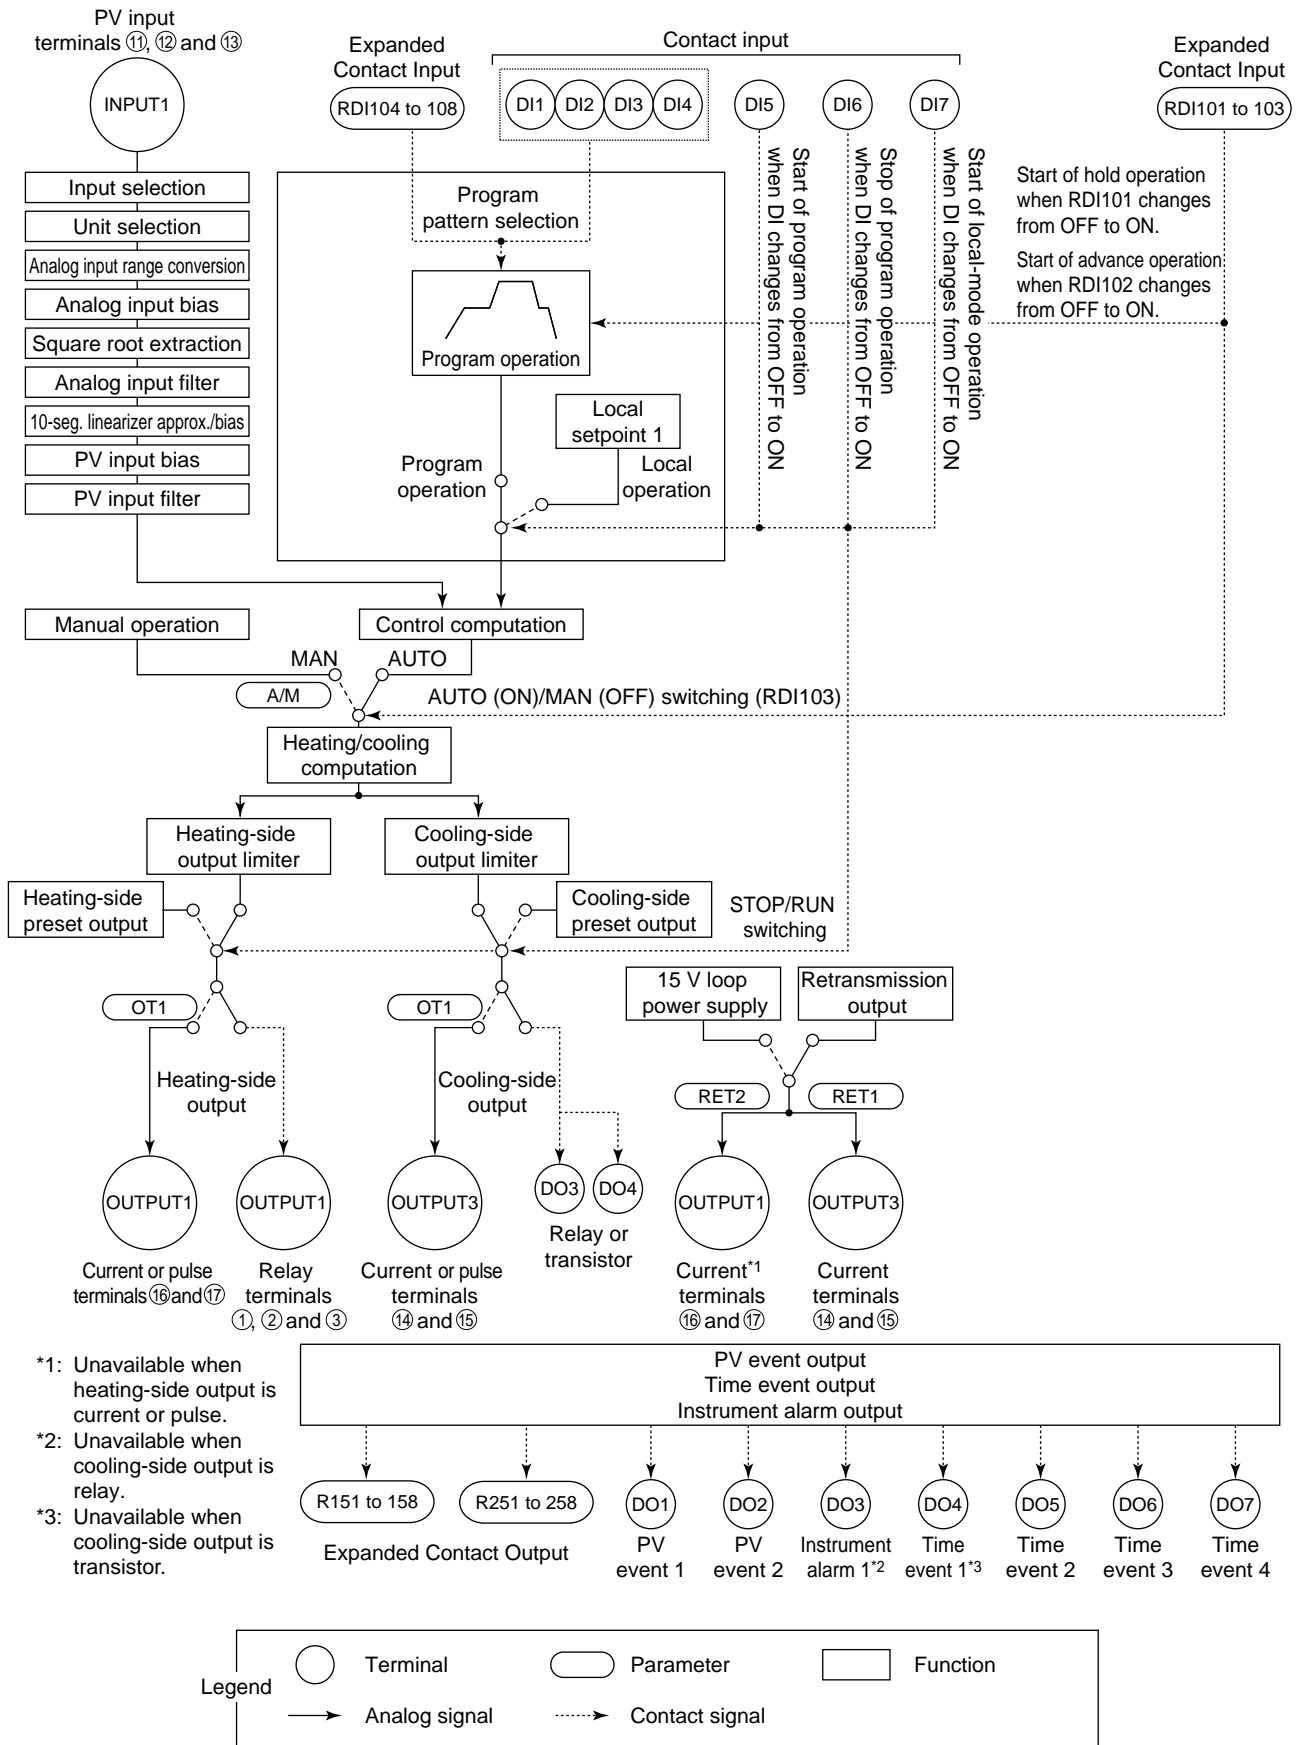 PV input
terminals ⑪, ⑫ and ⑬
INPUT1
Expanded
Contact Input
RDI104 to 108
Contact input
DI1
DI2
DI3
DI4
DI5
DI6
DI7
Expanded
Contact Input
RDI101 to 103
Input selection
Unit selection
Analog input range conversion
Analog input bias
Square root extraction
Analog input filter
10-seg. linearizer approx./bias
PV input bias
PV input filter
Program
pattern selection
Program operation
Local
setpoint 1
Program
operation
Local
operation
Start of program operation
when DI changes from OFF to ON
Stop of program operation
when DI changes from OFF to ON
Start of local-mode operation
when DI changes from OFF to ON
Start of hold operation
when RDI101 changes
from OFF to ON.
Start of advance operation
when RDI102 changes
from OFF to ON.
Manual operation
Control computation
MAN
AUTO
A/M
AUTO (ON)/MAN (OFF) switching (RDI103)
Heating/cooling
computation
Heating-side
output limiter
Cooling-side
output limiter
Heating-side
preset output
Cooling-side
preset output
STOP/RUN
switching
OT1
OT1
15 V loop
power supply
Retransmission
output
Heating-side
output
Cooling-side
output
RET2
RET1
OUTPUT1
OUTPUT1
OUTPUT3
DO3
DO4
OUTPUT1
OUTPUT3
Current or pulse
terminals ⑯ and ⑰
Relay
terminals
①, ② and ③
Current or pulse
terminals
⑭ and ⑮
Relay or
transistor
Current*1
terminals
⑯ and ⑰
Current
terminals
⑭ and ⑮
*1: Unavailable when
heating-side output is
current or pulse.
*2: Unavailable when
cooling-side output is
relay.
*3: Unavailable when
cooling-side output is
transistor.
PV event output
Time event output
Instrument alarm output
R151 to 158
R251 to 258
Expanded Contact Output
DO1
DO2
DO3
DO4
DO5
DO6
DO7
PV
event 1
PV
event 2
Instrument
alarm 1*2
Time
event 1*3
Time
event 2
Time
event 3
Time
event 4
Legend
Terminal
Parameter
Function
Analog signal
Contact signal